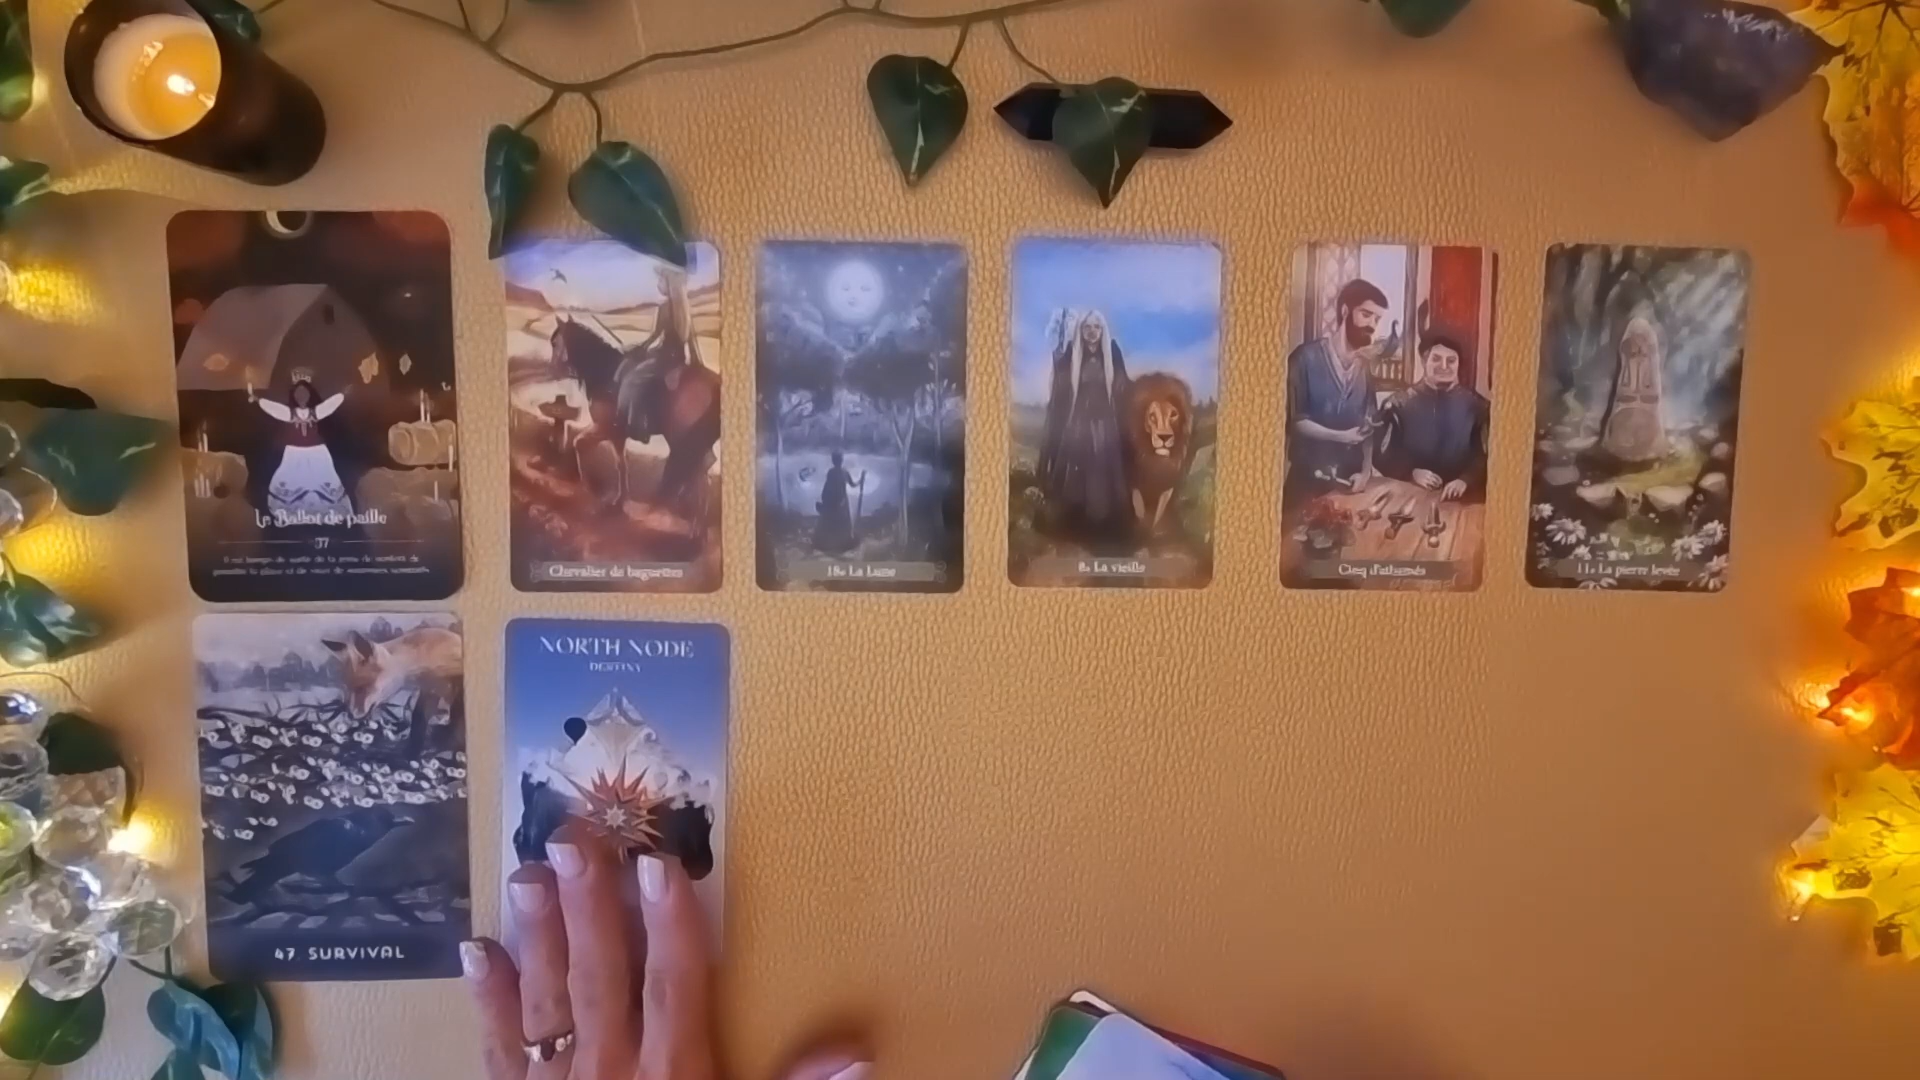 Le Ballot de paille
37
Chevalier de baguettes
18. La Lune
8. La vieille
Cinq d'athamés
11. La pierre levée
47. SURVIVAL
NORTH NODE
DESTINY